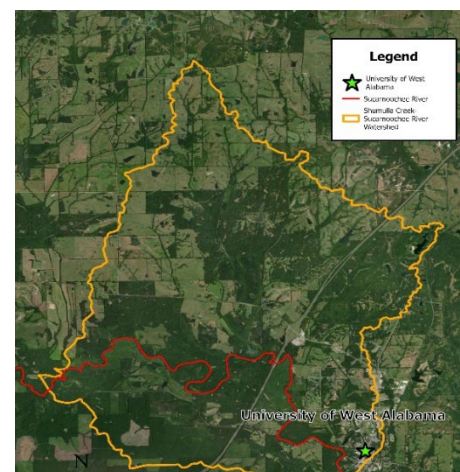 Legend
University of West
Alabama
Sucarnoochee River
Shamulla Creek-
Sucarnoochee River
Watershed
University of West Alabama
N